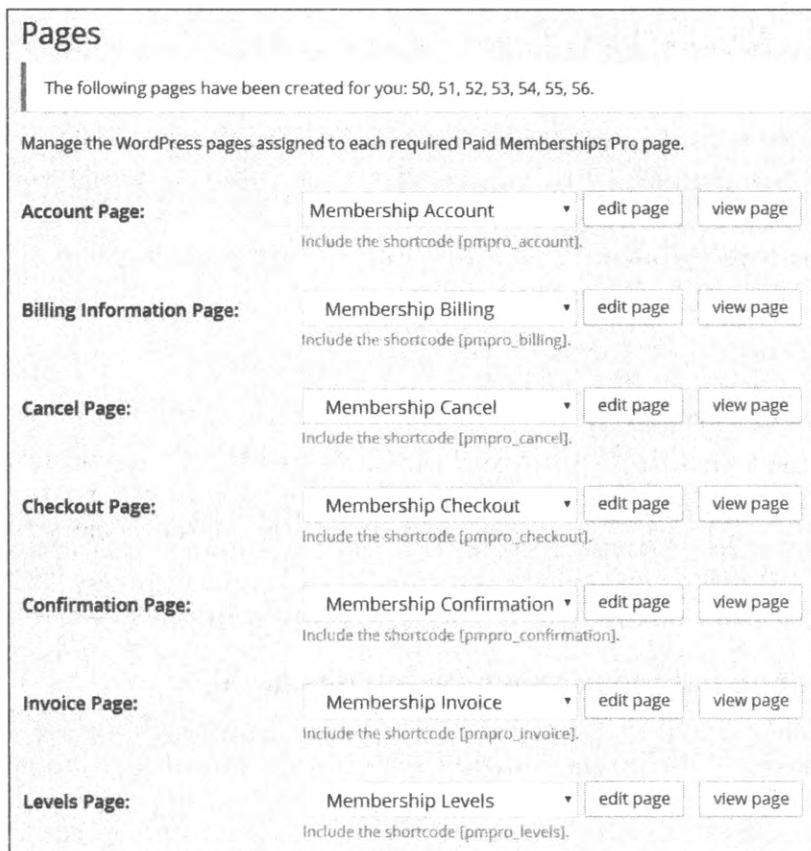 Pages
The following pages have been created for you: 50, 51, 52, 53, 54, 55, 56.
Manage the WordPress pages assigned to each required Paid Memberships Pro page.
Account Page: Membership Account edit page view page
Include the shortcode [pmpro_account].
Billing Information Page: Membership Billing edit page view page
Include the shortcode [pmpro_billing].
Cancel Page: Membership Cancel edit page view page
Include the shortcode [pmpro_cancel].
Checkout Page: Membership Checkout edit page view page
Include the shortcode [pmpro_checkout].
Confirmation Page: Membership Confirmation edit page view page
Include the shortcode [pmpro_confirmation].
Invoice Page: Membership Invoice edit page view page
Include the shortcode [pmpro_invoice].
Levels Page: Membership Levels edit page view page
Include the shortcode [pmpro_levels].